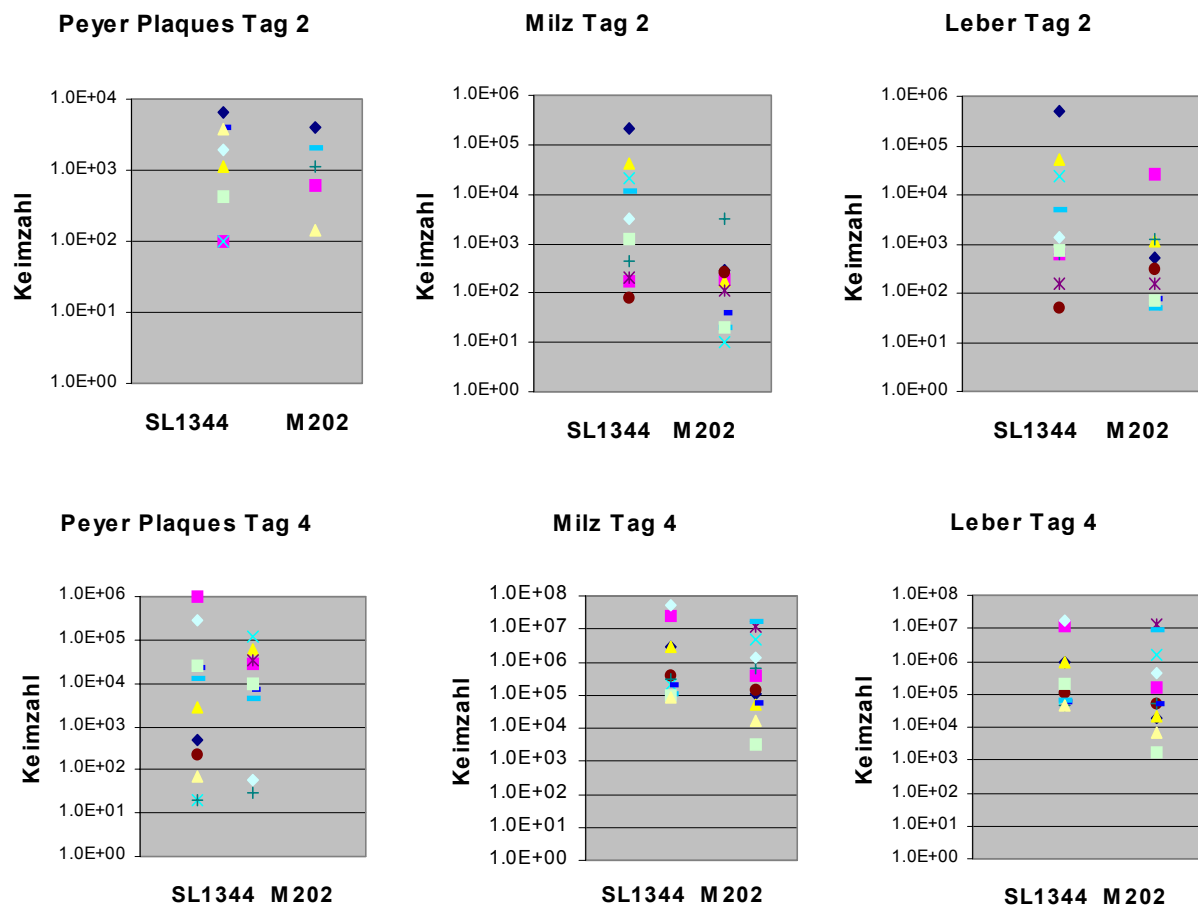 Peyer Plaques Tag 2
Milz Tag 2
Leber Tag 2
Keimzahl
1.0E+04
1.0E+03
1.0E+02
1.0E+01
1.0E+00
SL1344 M202
Keimzahl
1.0E+06
1.0E+05
1.0E+04
1.0E+03
1.0E+02
1.0E+01
1.0E+00
SL1344 M202
Keimzahl
1.0E+06
1.0E+05
1.0E+04
1.0E+03
1.0E+02
1.0E+01
1.0E+00
SL1344 M202
Peyer Plaques Tag 4
Milz Tag 4
Leber Tag 4
Keimzahl
1.0E+06
1.0E+05
1.0E+04
1.0E+03
1.0E+02
1.0E+01
1.0E+00
SL1344 M202
Keimzahl
1.0E+08
1.0E+07
1.0E+06
1.0E+05
1.0E+04
1.0E+03
1.0E+02
1.0E+01
1.0E+00
SL1344 M202
Keimzahl
1.0E+08
1.0E+07
1.0E+06
1.0E+05
1.0E+04
1.0E+03
1.0E+02
1.0E+01
1.0E+00
SL1344 M202